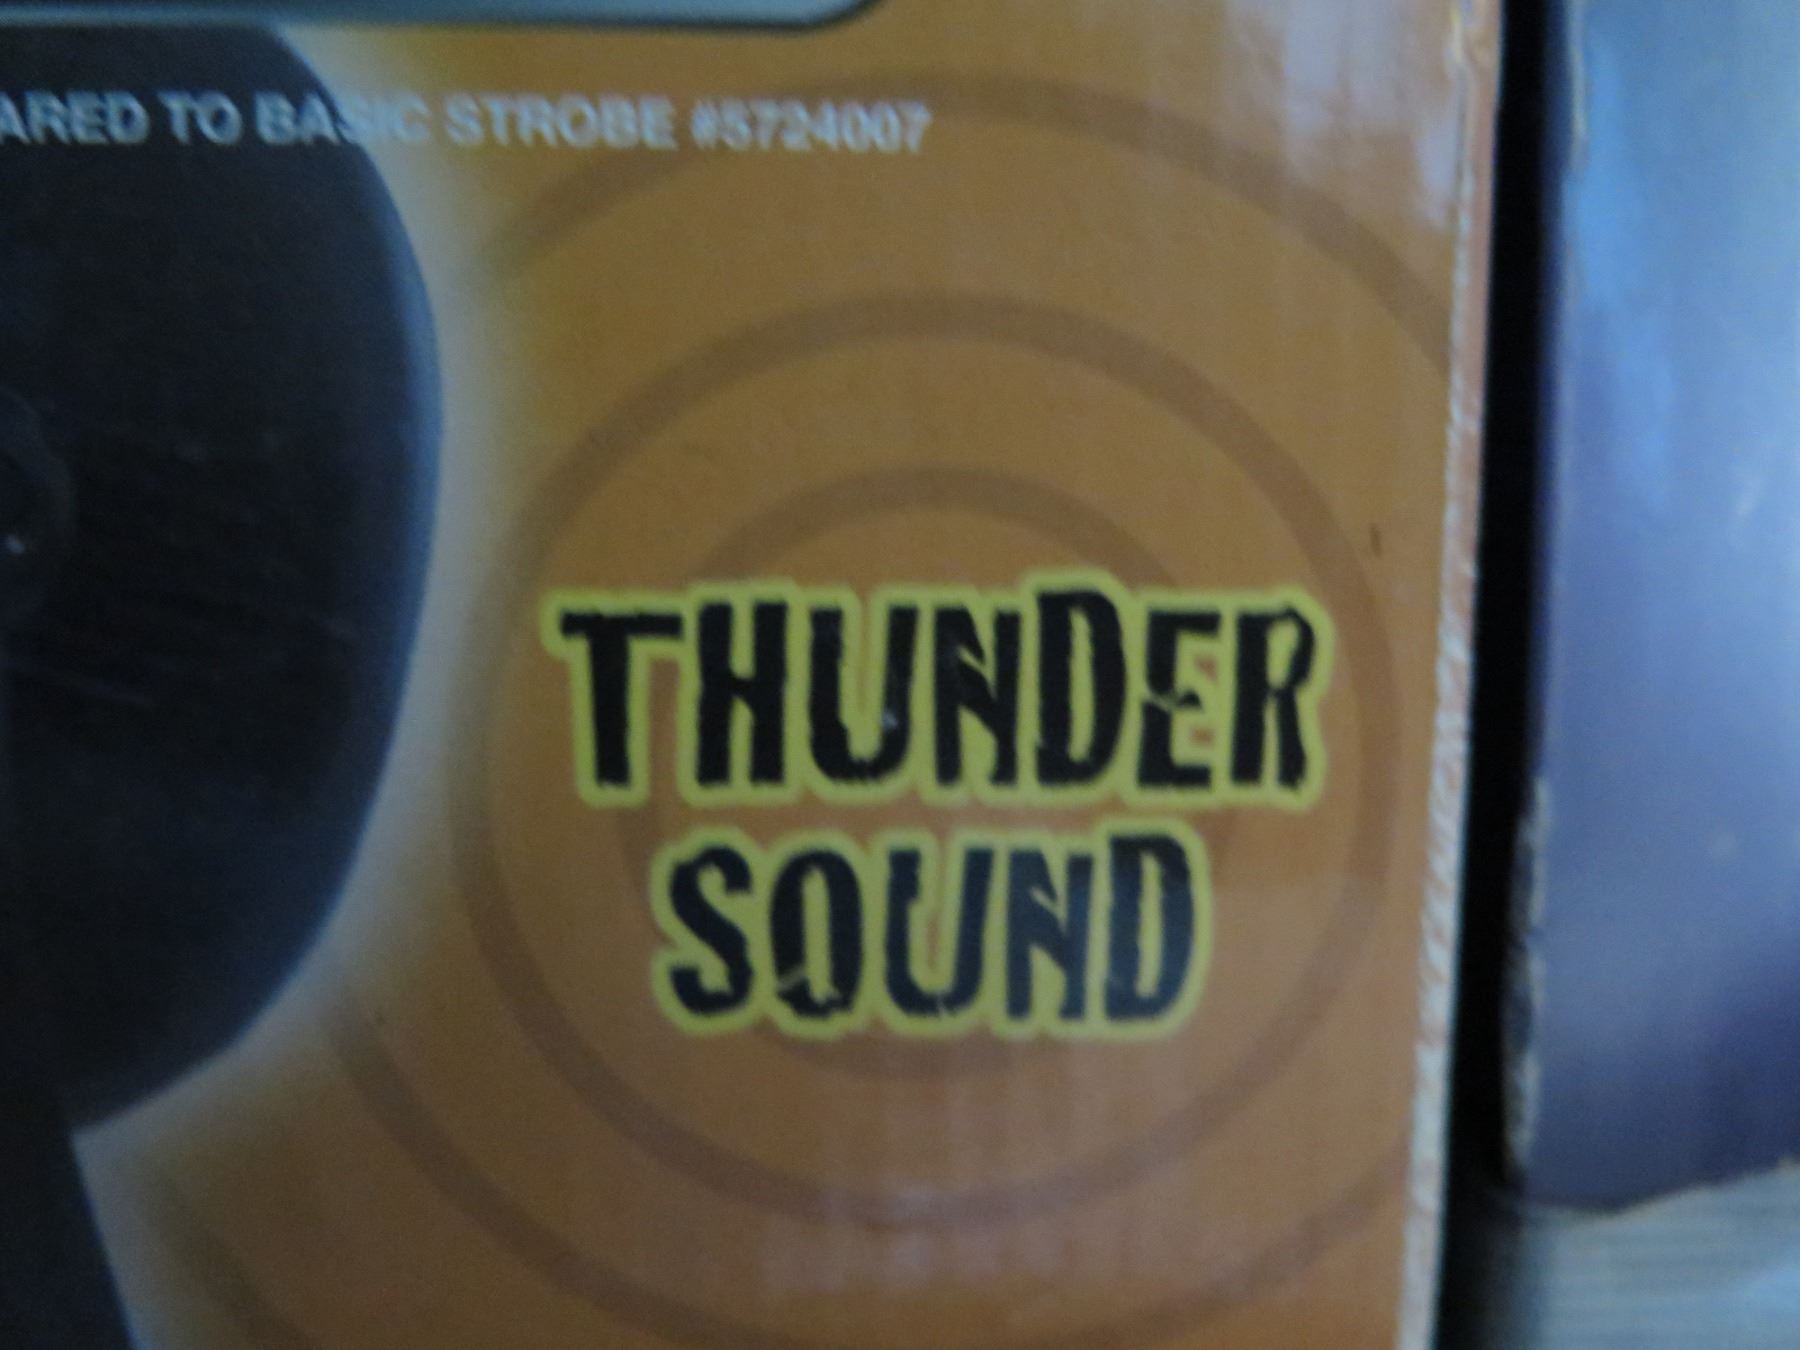 ARED TO BASIC STROBE #5724007
THUNDER
SOUND